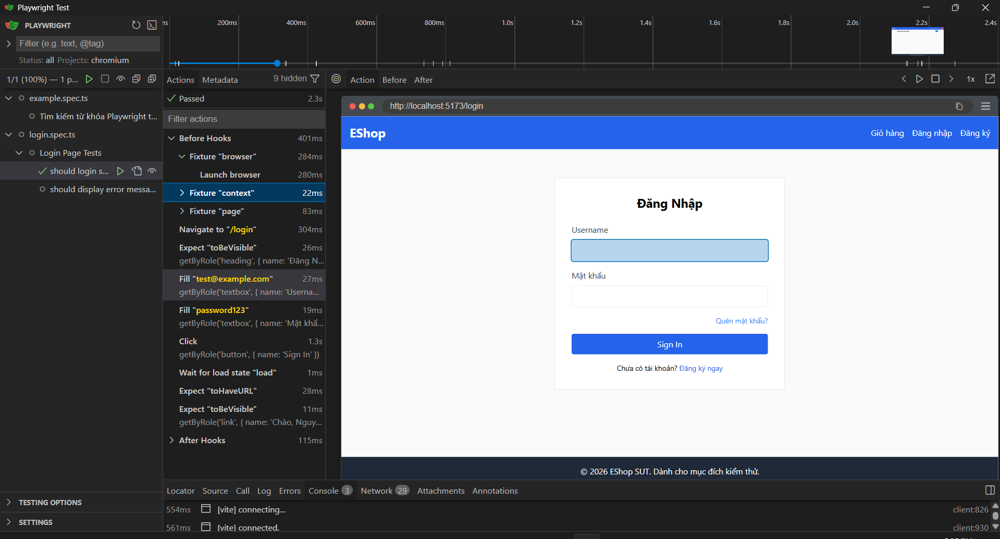 Playwright Test
PLAYWRIGHT
Filter (e.g. text, @tag)
Status: all Projects: chromium
1/1 (100%) — 1 p...
example.spec.ts
Tìm kiếm từ khóa Playwright t...
login.spec.ts
Login Page Tests
should login s...
should display error messa...
TESTING OPTIONS
SETTINGS
ns 200ms 400ms 600ms 800ms 1.0s 1.2s 1.4s 1.6s 1.8s 2.0s 2.2s 2.4s
Actions Metadata 9 hidden
Passed 2.3s
Filter actions
Before Hooks 401ms
Fixture "browser" 284ms
Launch browser 280ms
Fixture "context" 22ms
Fixture "page" 83ms
Navigate to "/login" 304ms
Expect "toBeVisible" 26ms
getByRole('heading', { name: 'Đăng N...
Fill "test@example.com" 27ms
getByRole('textbox', { name: 'Userna...
Fill "password123" 19ms
getByRole('textbox', { name: 'Mật khẩ...
Click 1.3s
getByRole('button', { name: 'Sign In' })
Wait for load state "load" 1ms
Expect "toHaveURL" 28ms
Expect "toBeVisible" 11ms
getByRole('link', { name: 'Chào, Nguy...
After Hooks 115ms
Action Before After 1x
http://localhost:5173/login
EShop Giỏ hàng Đăng nhập Đăng ký
Đăng Nhập
Username
Mật khẩu
Quên mật khẩu?
Sign In
Chưa có tài khoản? Đăng ký ngay
© 2026 EShop SUT. Dành cho mục đích kiểm thử.
Locator Source Call Log Errors Console 3 Network 29 Attachments Annotations
554ms [vite] connecting... client:826
561ms [vite] connected. client:930